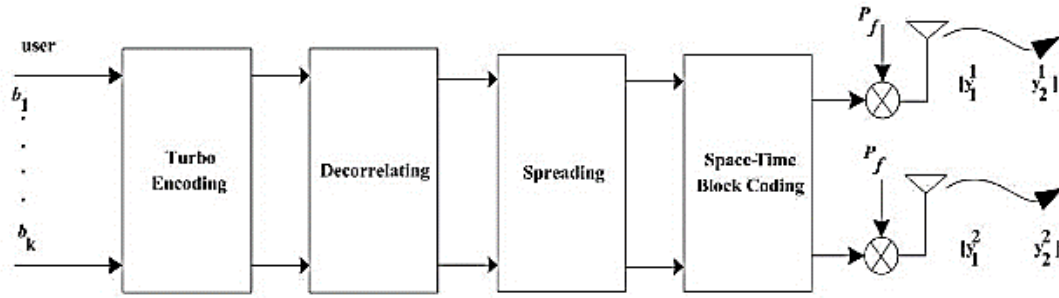 user
b1
.
.
.
.
.
bk
Turbo
Encoding
Decorrelating
Spreading
Space-Time
Block Coding
Pf
[y11 y21]
Pf
[y12 y22]